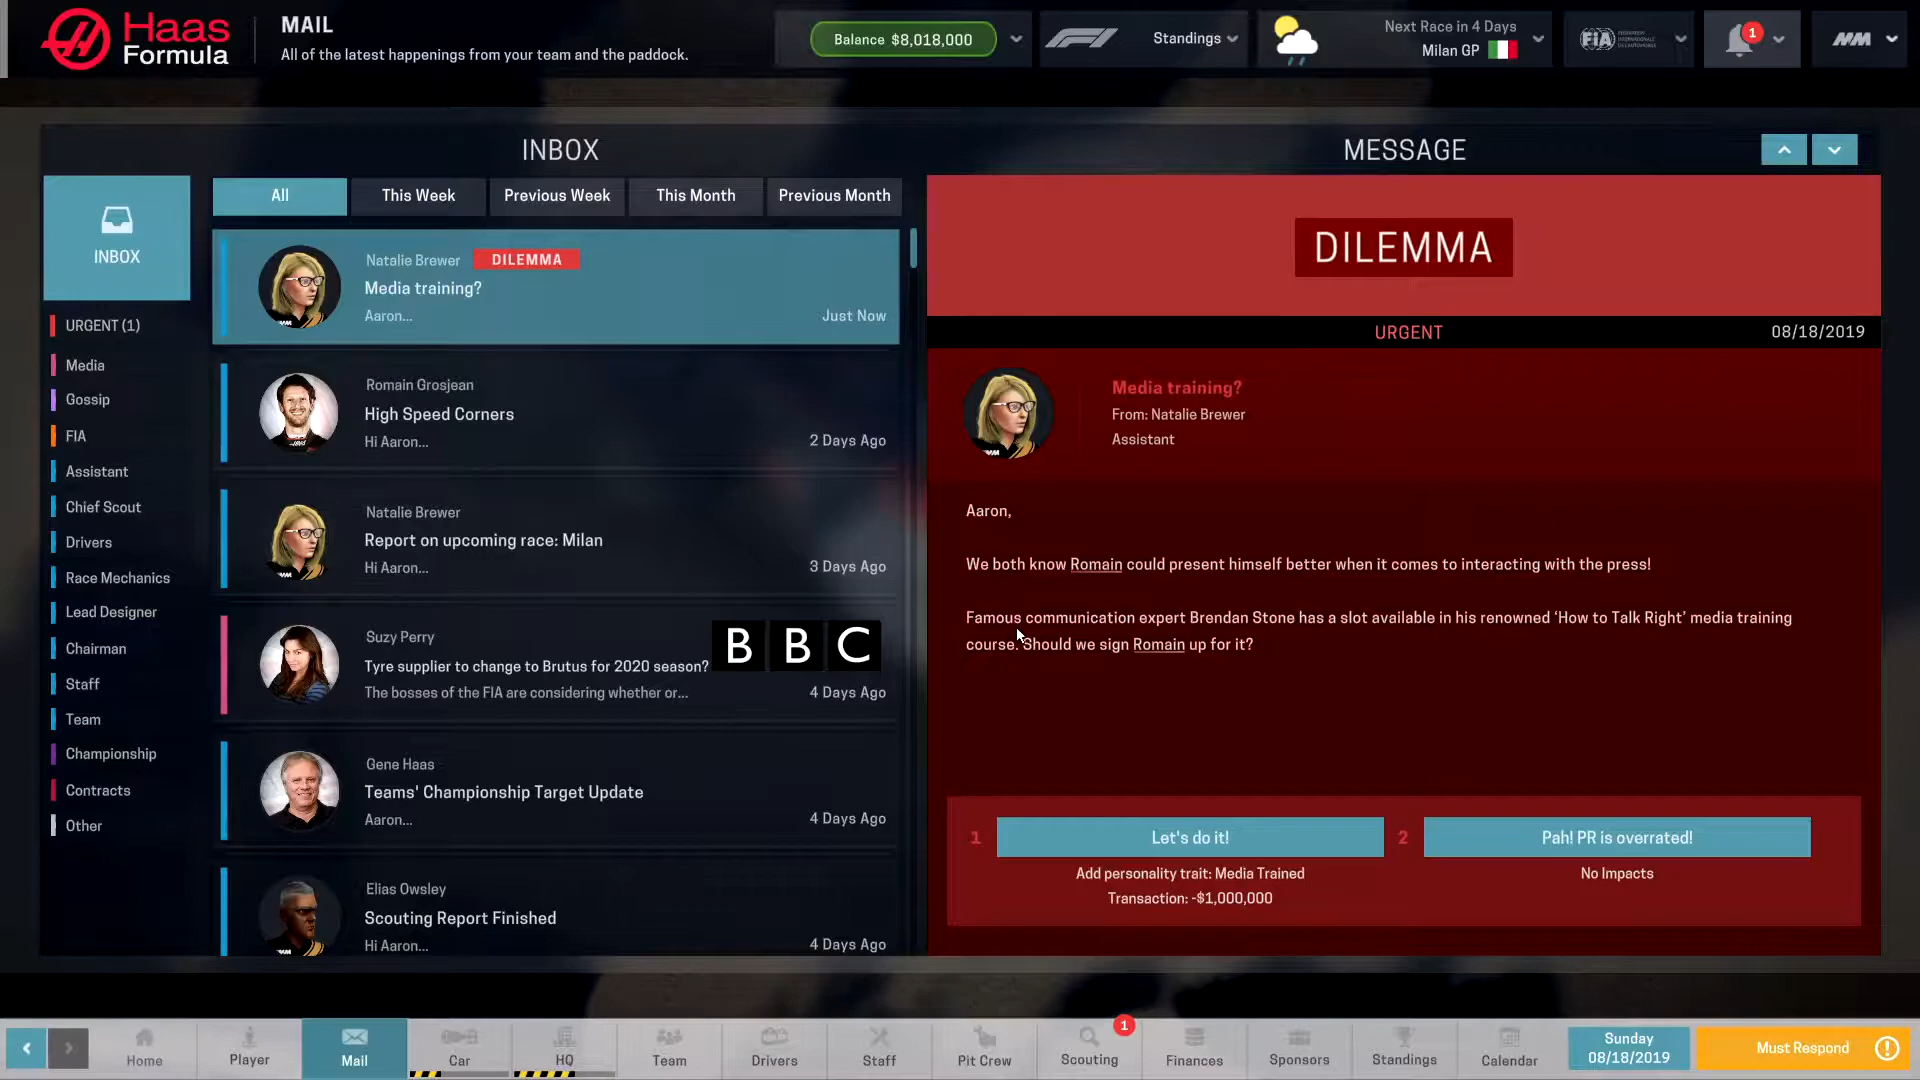 Haas
Formula
MAIL
All of the latest happenings from your team and the paddock.
Balance $8,018,000
Standings
Next Race in 4 Days
Milan GP
FIA
1
INBOX
MESSAGE
INBOX
All
This Week
Previous Week
This Month
Previous Month
URGENT (1)
Media
Gossip
FIA
Assistant
Chief Scout
Drivers
Race Mechanics
Lead Designer
Chairman
Staff
Team
Championship
Contracts
Other
Natalie Brewer DILEMMA
Media training?
Aaron... Just Now
Romain Grosjean
High Speed Corners
Hi Aaron... 2 Days Ago
Natalie Brewer
Report on upcoming race: Milan
Hi Aaron... 3 Days Ago
Suzy Perry
BBC
Tyre supplier to change to Brutus for 2020 season?
The bosses of the FIA are considering whether or... 4 Days Ago
Gene Haas
Teams' Championship Target Update
Aaron... 4 Days Ago
Elias Owsley
Scouting Report Finished
Hi Aaron... 4 Days Ago
DILEMMA
URGENT 08/18/2019
Media training?
From: Natalie Brewer
Assistant
Aaron,
We both know Romain could present himself better when it comes to interacting with the press!
Famous communication expert Brendan Stone has a slot available in his renowned ‘How to Talk Right’ media training
course. Should we sign Romain up for it?
1 Let's do it! 2 Pah! PR is overrated!
Add personality trait: Media Trained No Impacts
Transaction: -$1,000,000
Home
Player
Mail
Car
HQ
Team
Drivers
Staff
Pit Crew
1
Scouting
Finances
Sponsors
Standings
Calendar
Sunday
08/18/2019
Must Respond